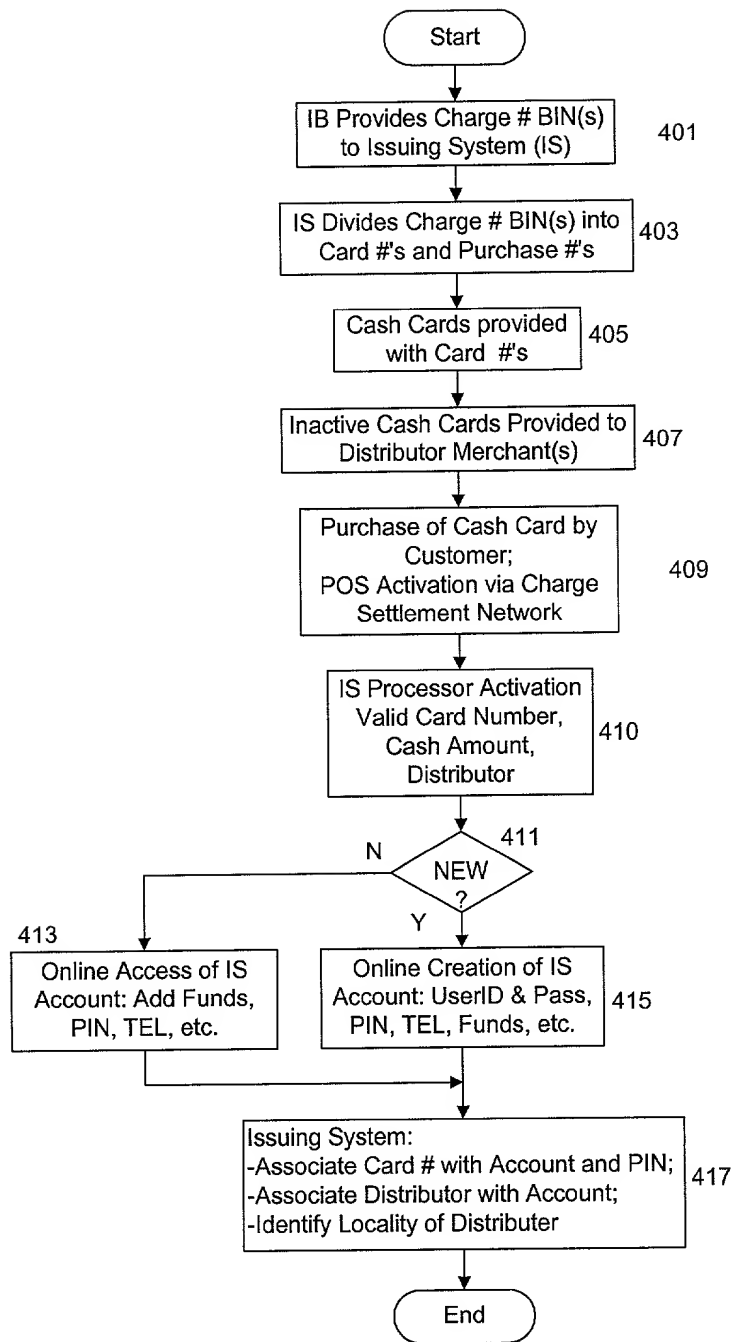 Start
IB Provides Charge # BIN(s)
to Issuing System (IS)
401
IS Divides Charge # BIN(s) into
Card #'s and Purchase #'s
403
Cash Cards provided
with Card #'s
405
Inactive Cash Cards Provided to
Distributor Merchant(s)
407
Purchase of Cash Card by
Customer;
POS Activation via Charge
Settlement Network
409
IS Processor Activation
Valid Card Number,
Cash Amount,
Distributor
410
411
N
NEW
?
Y
413
Online Access of IS
Account: Add Funds,
PIN, TEL, etc.
Online Creation of IS
Account: UserID & Pass,
PIN, TEL, Funds, etc.
415
Issuing System:
-Associate Card # with Account and PIN;
-Associate Distributor with Account;
-Identify Locality of Distributer
417
End